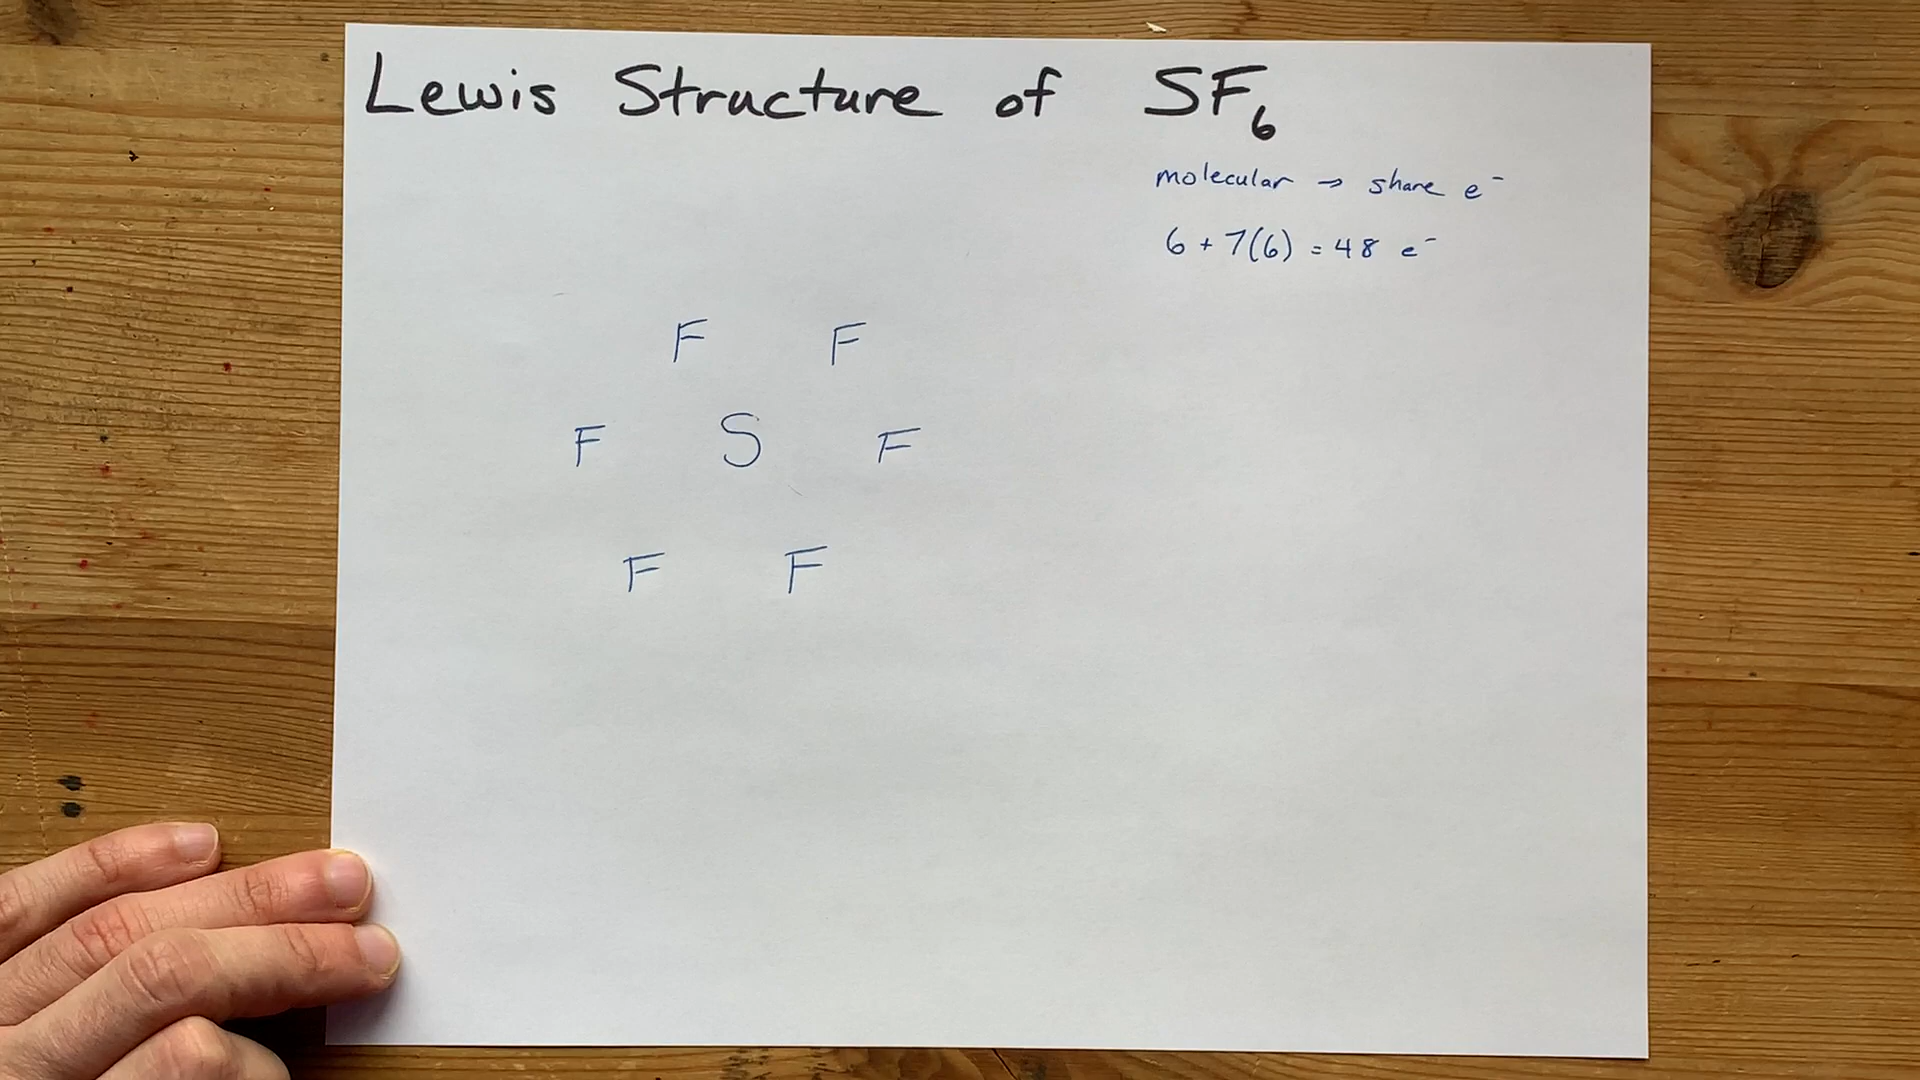 Lewis Structure of SF₆
molecular → share e⁻
6 + 7(6) = 48 e⁻
F F
F S F
F F